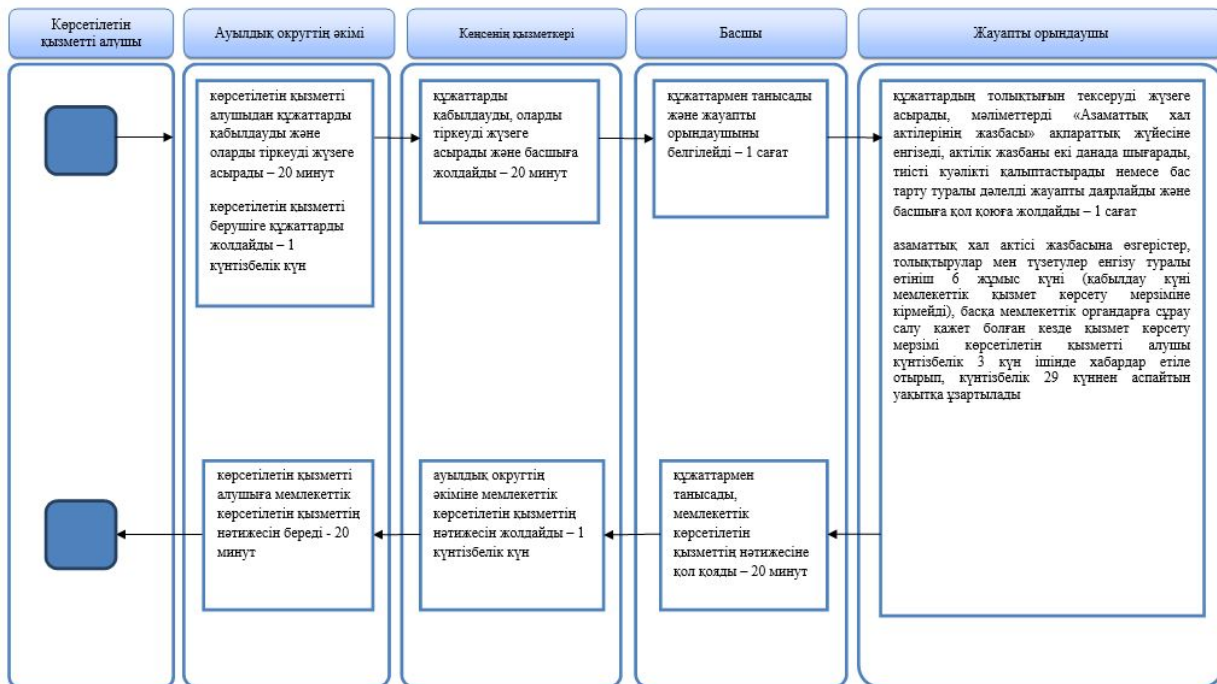 Көрсетілетін
қызметті алушы
Ауылдық округтің әкімі
Кеңсенің қызметкері
Басшы
Жауапты орындаушы
көрсетілетін қызметті
алушыдан құжаттарды
қабылдауды және
оларды тіркеуді жүзеге
асырады – 20 минут
көрсетілетін қызметті
берушіге құжаттарды
жолдайды – 1
күнтізбелік күн
құжаттарды
қабылдауды, оларды
тіркеуді жүзеге
асырады және басшыға
жолдайды – 20 минут
құжаттармен танысады
және жауапты
орындаушыны
белгілейді – 1 сағат
құжаттардың толықтығын тексеруді жүзеге
асырады, мәліметтерді «Азаматтық хал
актілерінің жазбасы» ақпараттық жүйесіне
енгізеді, актілік жазбаны екі данада шығарады,
тиісті куәлікті қалыптастырады немесе бас
тарту туралы дәлелді жауапты даярлайды және
басшыға қол қоюға жолдайды – 1 сағат
азаматтық хал актісі жазбасына өзгерістер,
толықтырулар мен түзетулер енгізу туралы
өтініш 6 жұмыс күні (қабылдау күні
мемлекеттік қызмет көрсету мерзіміне
кірмейді), басқа мемлекеттік органдарға сұрау
салу қажет болған кезде қызмет көрсету
мерзімі көрсетілетін қызметті алушы
күнтізбелік 3 күн ішінде хабардар етіле
отырып, күнтізбелік 29 күннен аспайтын
уақытқа ұзартылады
көрсетілетін қызметті
алушыға мемлекеттік
көрсетілетін қызметтің
нәтижесін береді - 20
минут
ауылдық округтің
әкіміне мемлекеттік
көрсетілетін қызметтің
нәтижесін жолдайды – 1
күнтізбелік күн
құжаттармен
танысады,
мемлекеттік
көрсетілетін
қызметтің нәтижесіне
қол қояды – 20 минут